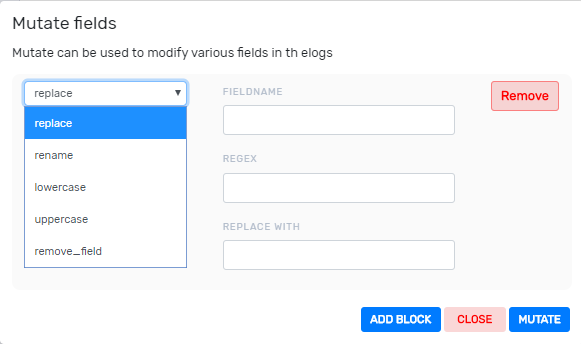 Mutate fields
Mutate can be used to modify various fields in th elogs
replace
FIELDNAME
Remove
replace
rename
REGEX
lowercase
uppercase
REPLACE WITH
remove_field
ADD BLOCK
CLOSE
MUTATE